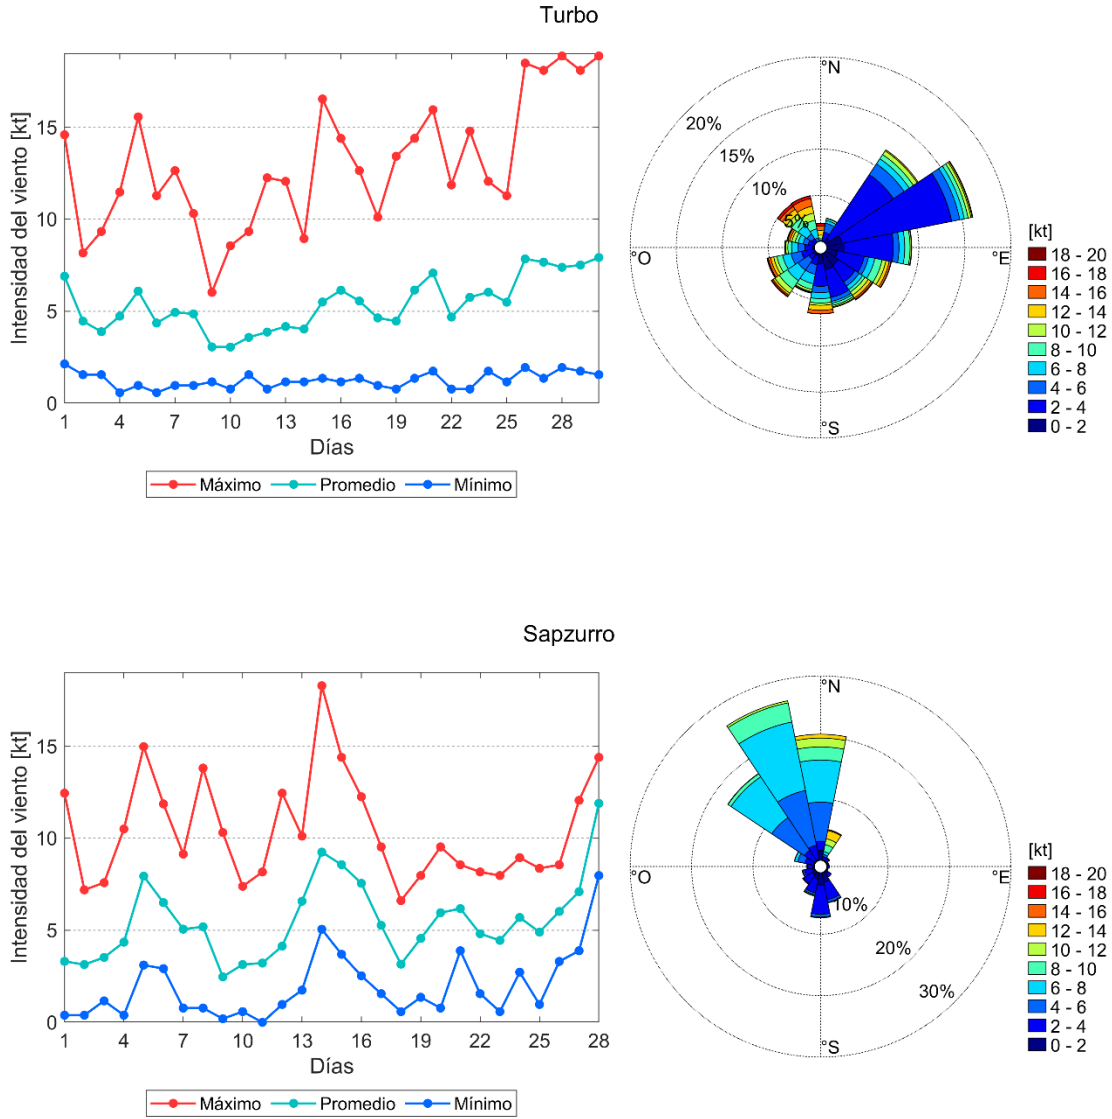 Turbo
Intensidad del viento [kt]
15
10
5
0
1 4 7 10 13 16 19 22 25 28
Días
Máximo Promedio Mínimo
°N
20%
15%
10%
5%
°O
°E
°S
[kt]
18 - 20
16 - 18
14 - 16
12 - 14
10 - 12
8 - 10
6 - 8
4 - 6
2 - 4
0 - 2
Sapzurro
Intensidad del viento [kt]
15
10
5
0
1 4 7 10 13 16 19 22 25 28
Días
Máximo Promedio Mínimo
°N
°O
°E
10%
20%
30%
°S
[kt]
18 - 20
16 - 18
14 - 16
12 - 14
10 - 12
8 - 10
6 - 8
4 - 6
2 - 4
0 - 2